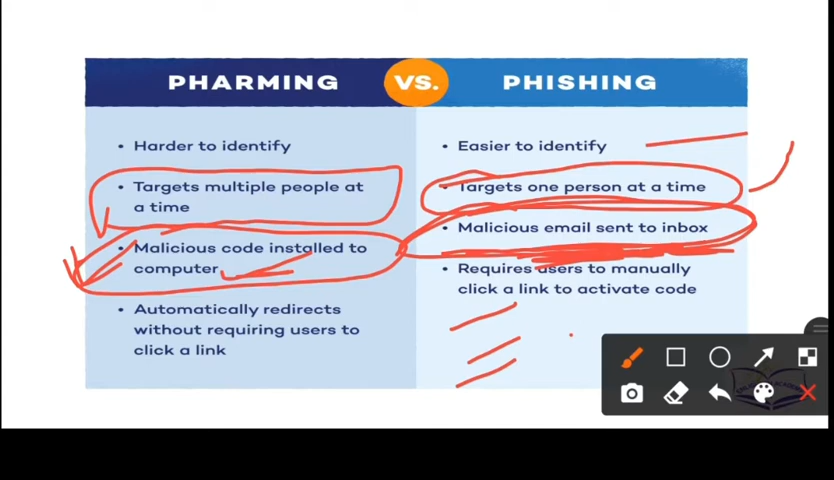 PHARMING VS. PHISHING
• Harder to identify
• Targets multiple people at
a time
• Malicious code installed to
computer
• Automatically redirects
without requiring users to
click a link
• Easier to identify
• Targets one person at a time
• Malicious email sent to inbox
• Requires users to manually
click a link to activate code